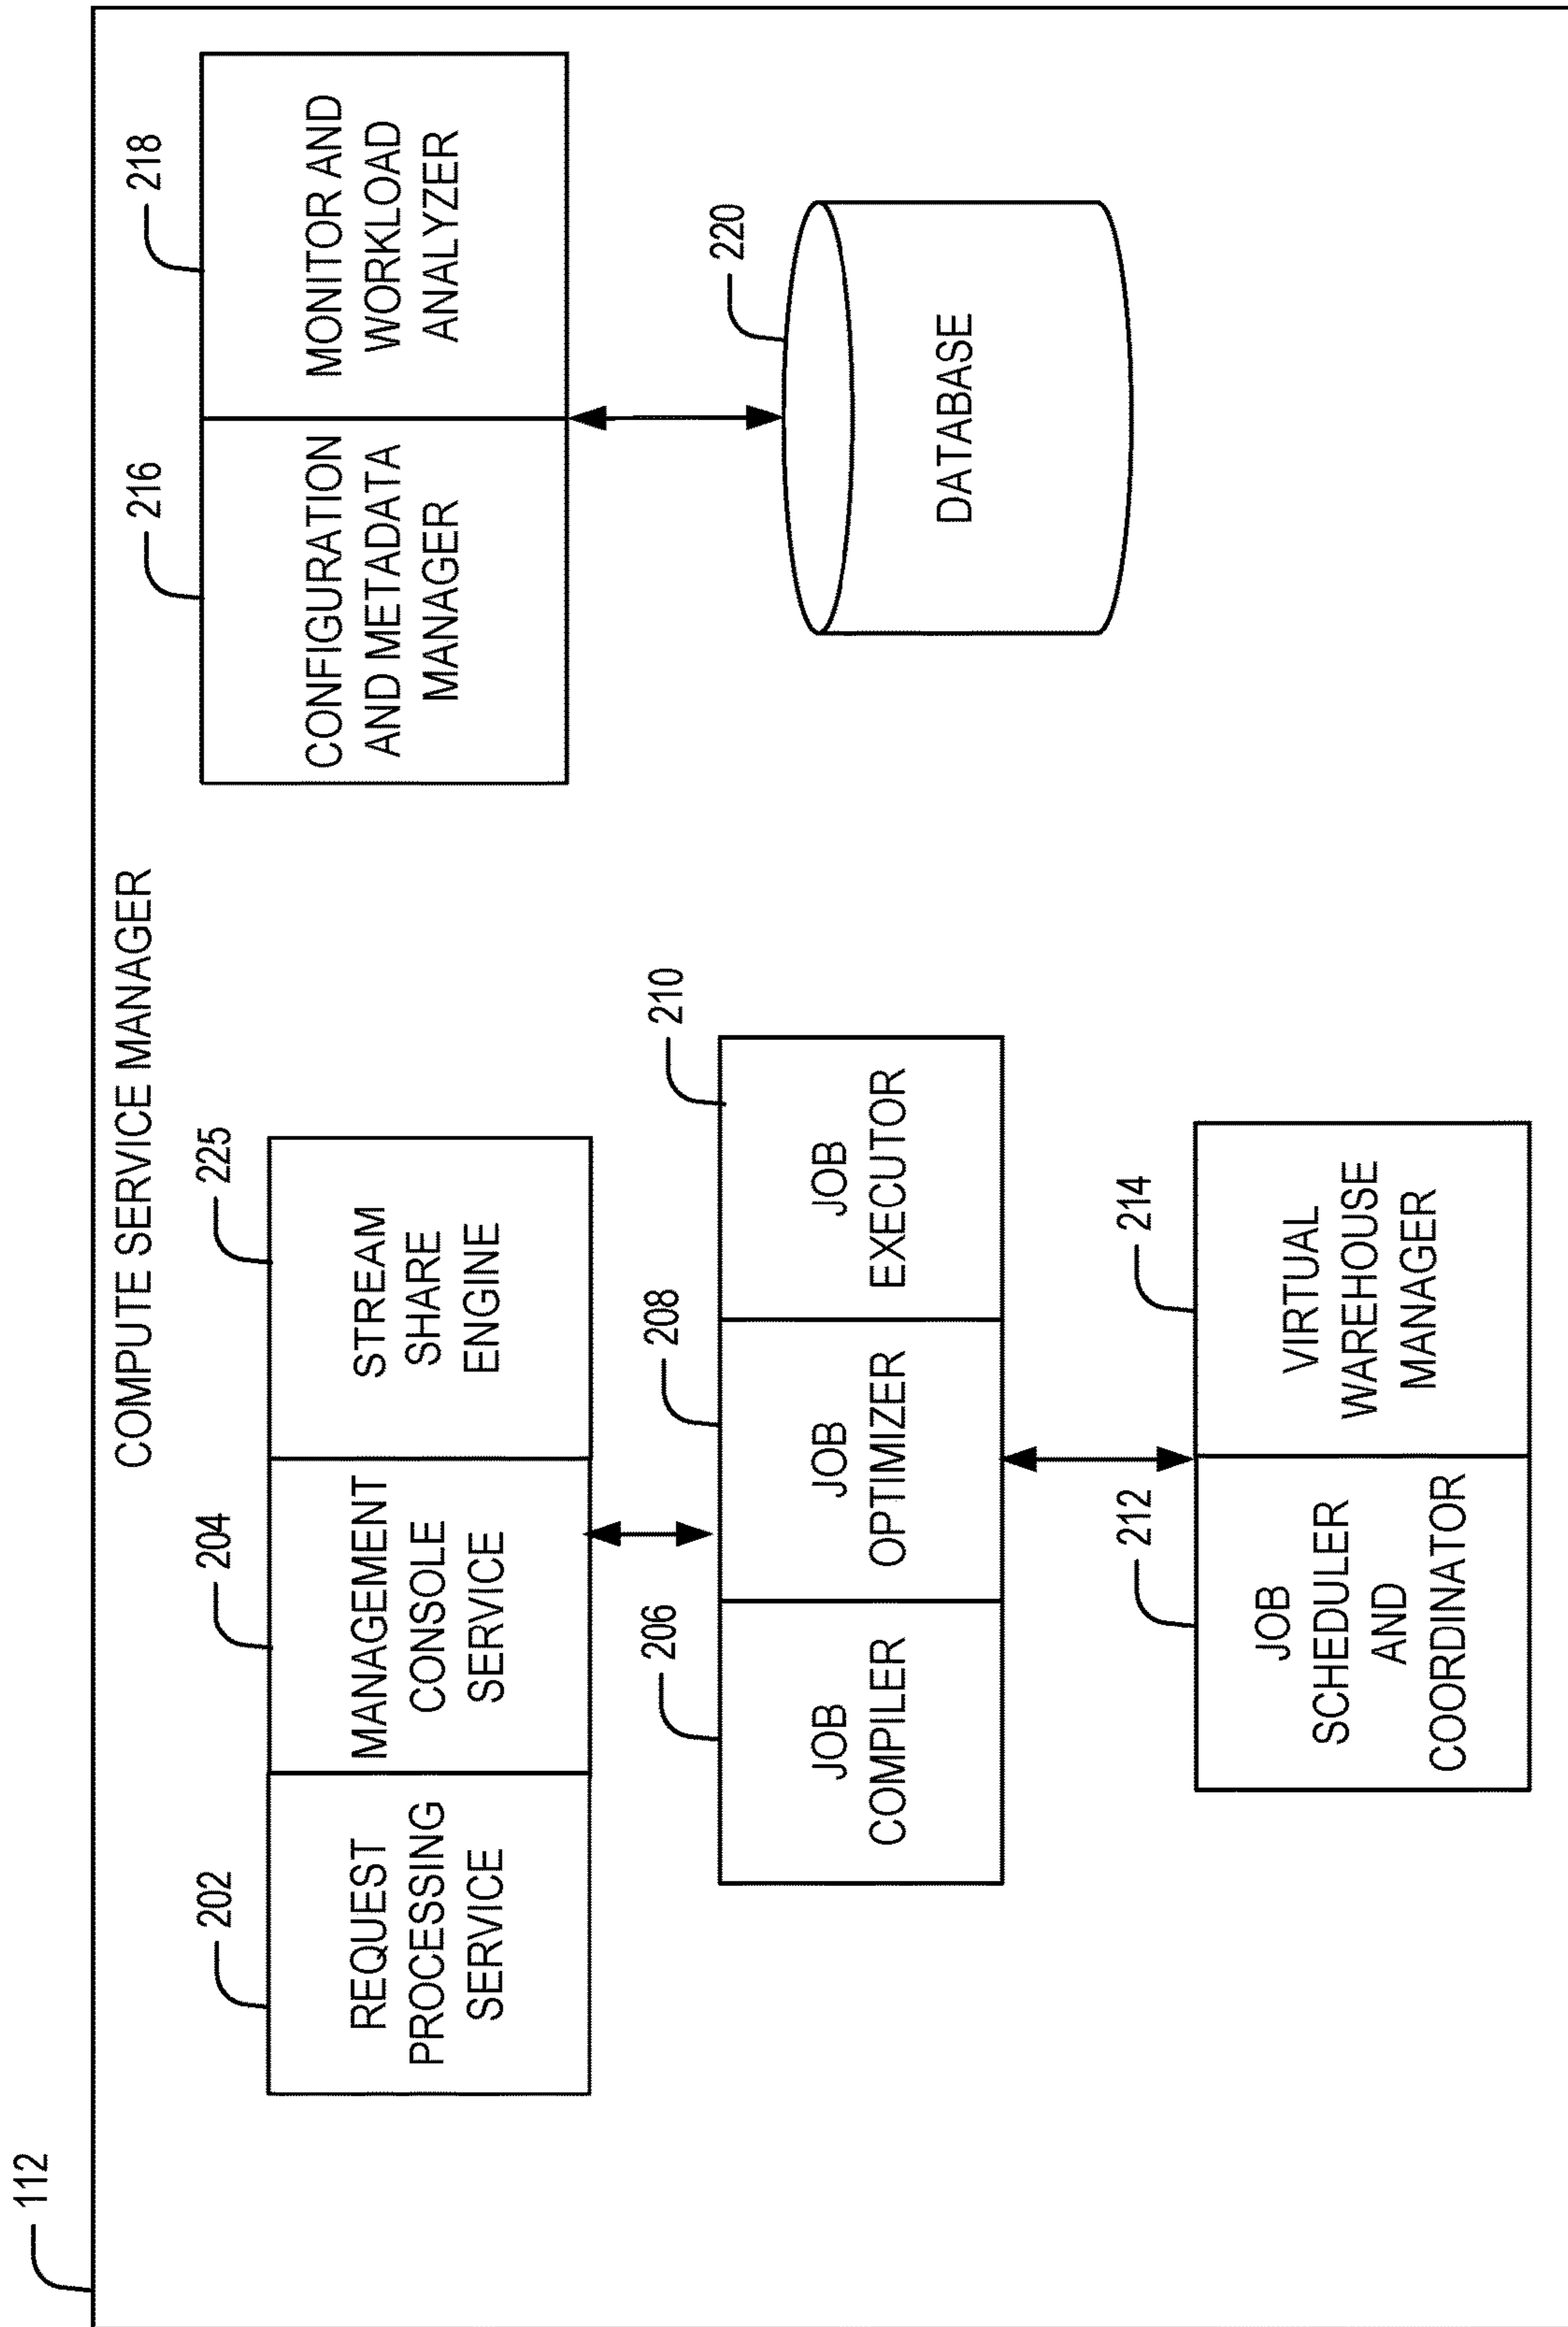 112
COMPUTE SERVICE MANAGER
202
REQUEST
PROCESSING
SERVICE
204
MANAGEMENT
CONSOLE
SERVICE
225
STREAM
SHARE
ENGINE
206
JOB
COMPILER
208
JOB
OPTIMIZER
210
JOB
EXECUTOR
212
JOB
SCHEDULER
AND
COORDINATOR
214
VIRTUAL
WAREHOUSE
MANAGER
216
CONFIGURATION
AND METADATA
MANAGER
218
MONITOR AND
WORKLOAD
ANALYZER
220
DATABASE